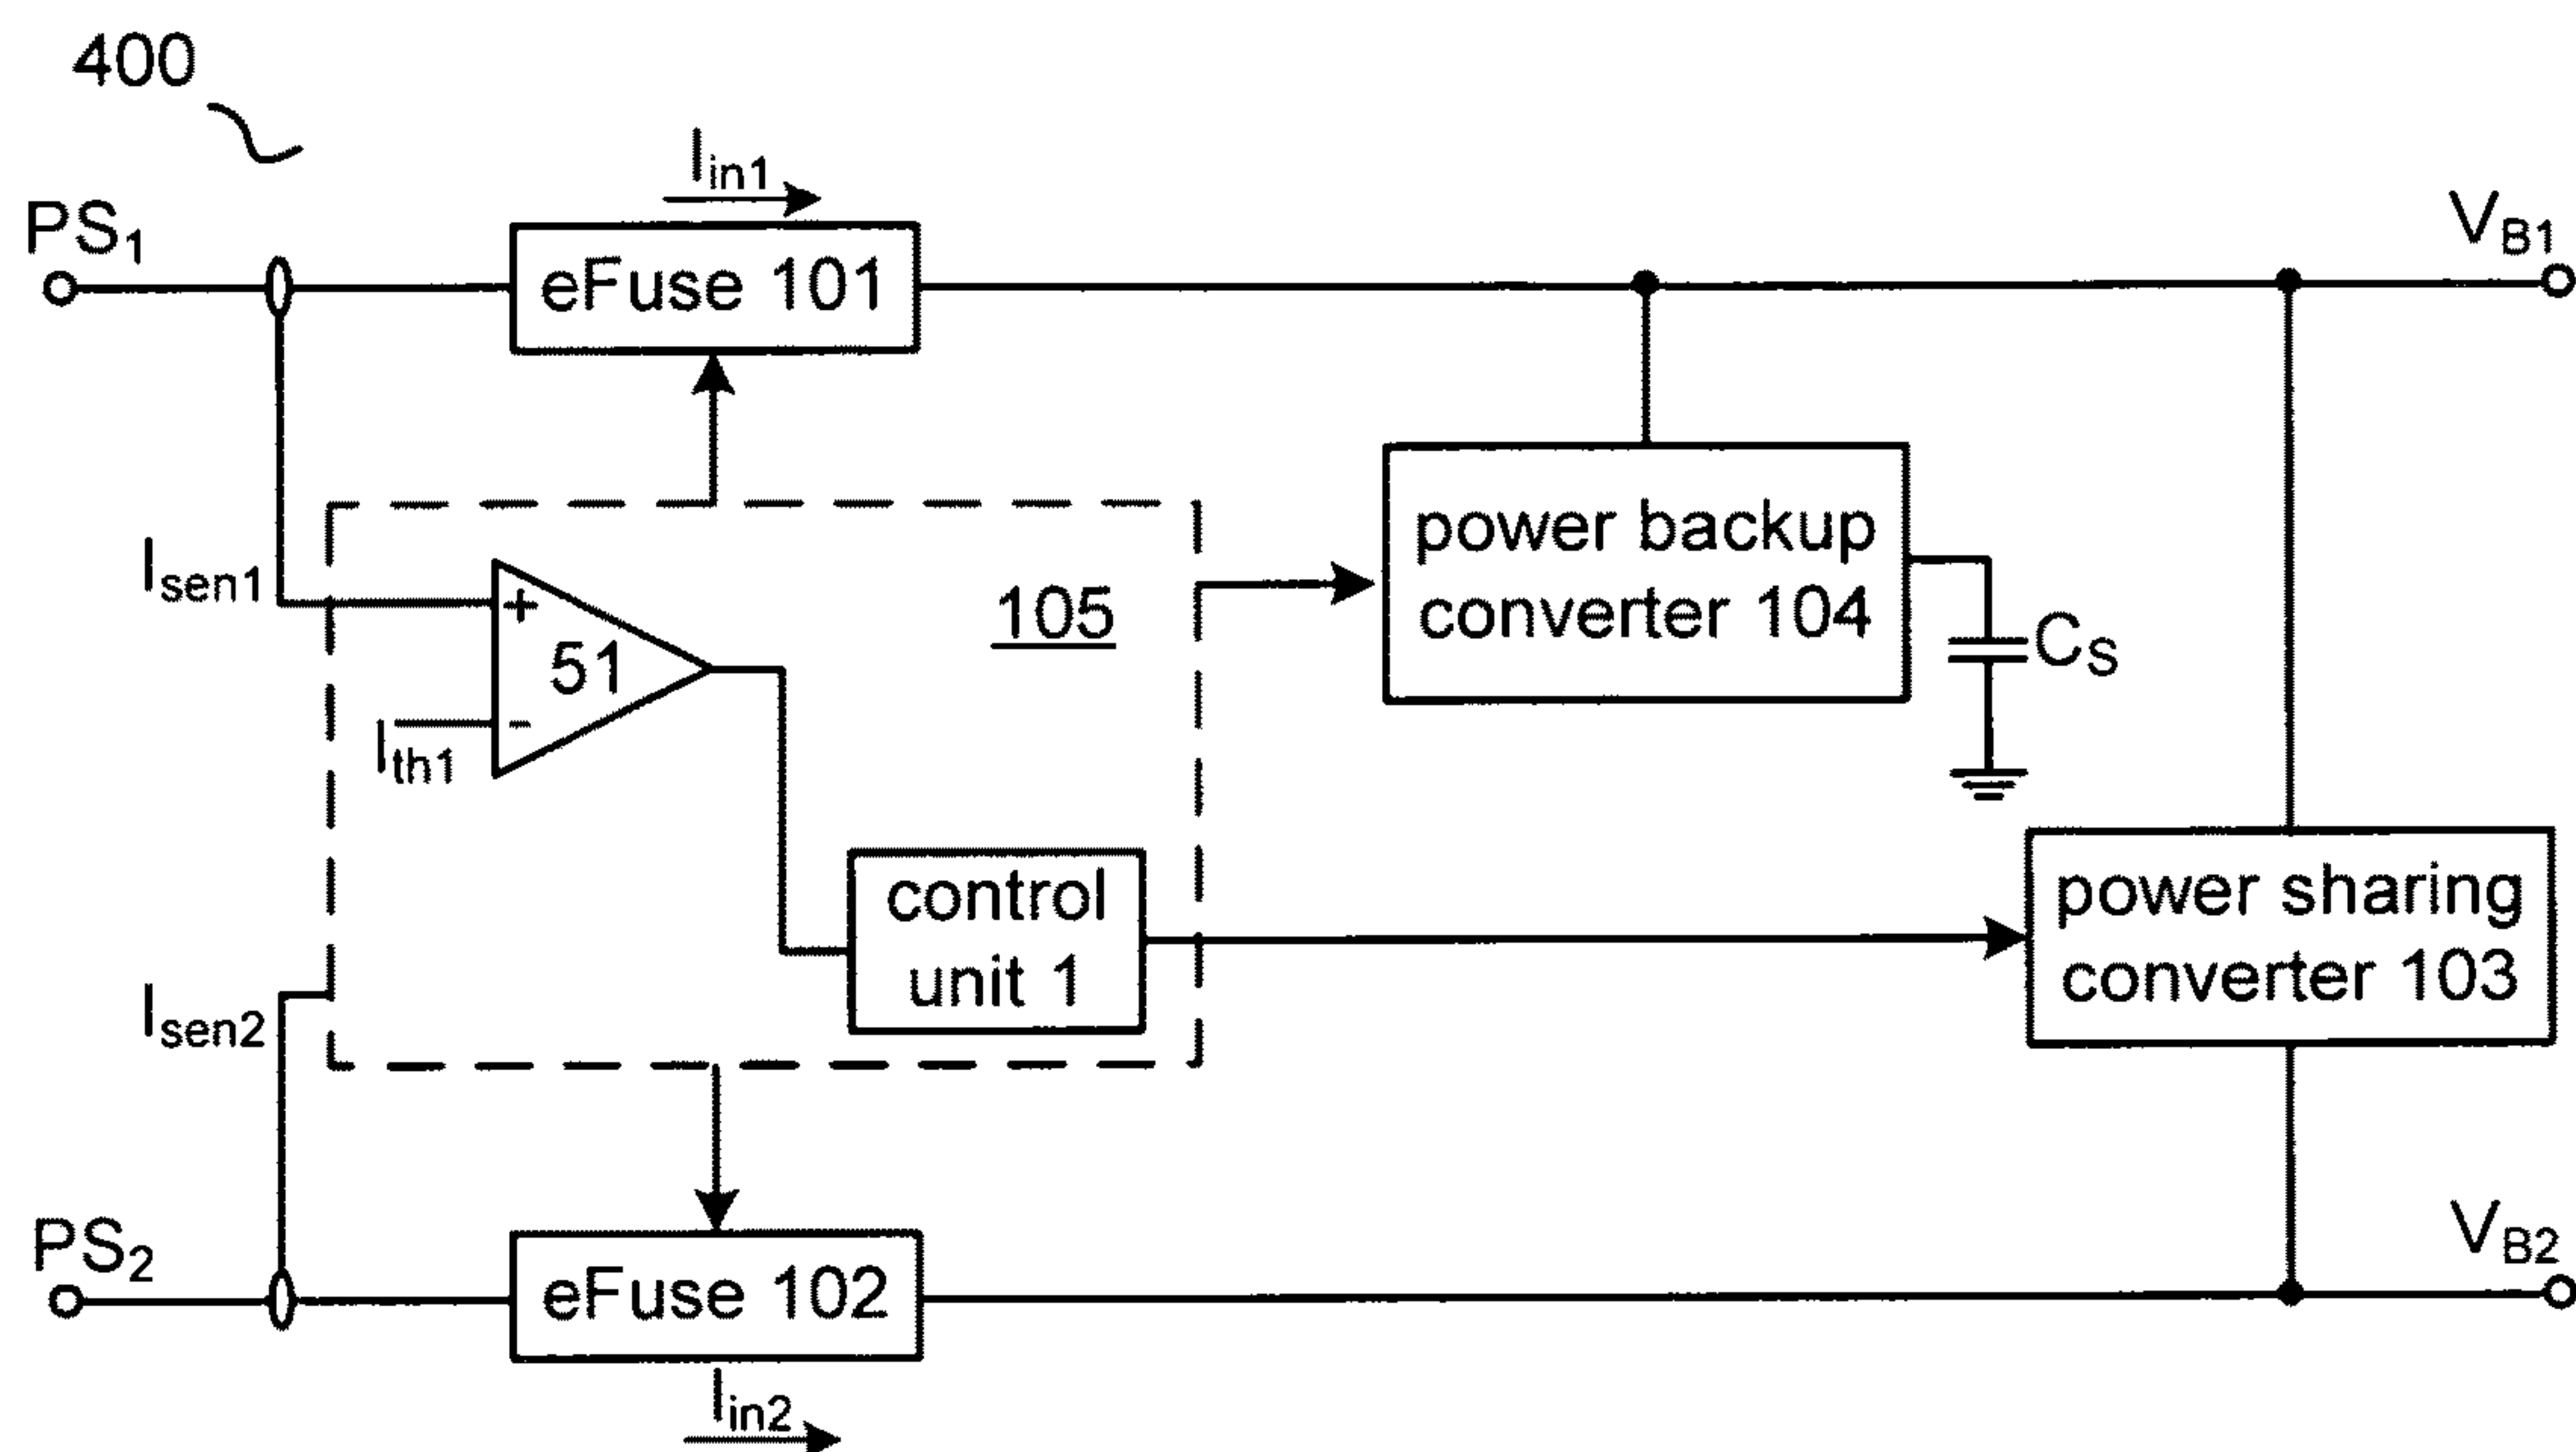 400
I_in1
PS_1
V_B1
eFuse 101
power backup
converter 104
I_sen1
+
105
51
C_S
-
I_th1
control
unit 1
power sharing
converter 103
I_sen2
PS_2
V_B2
eFuse 102
I_in2